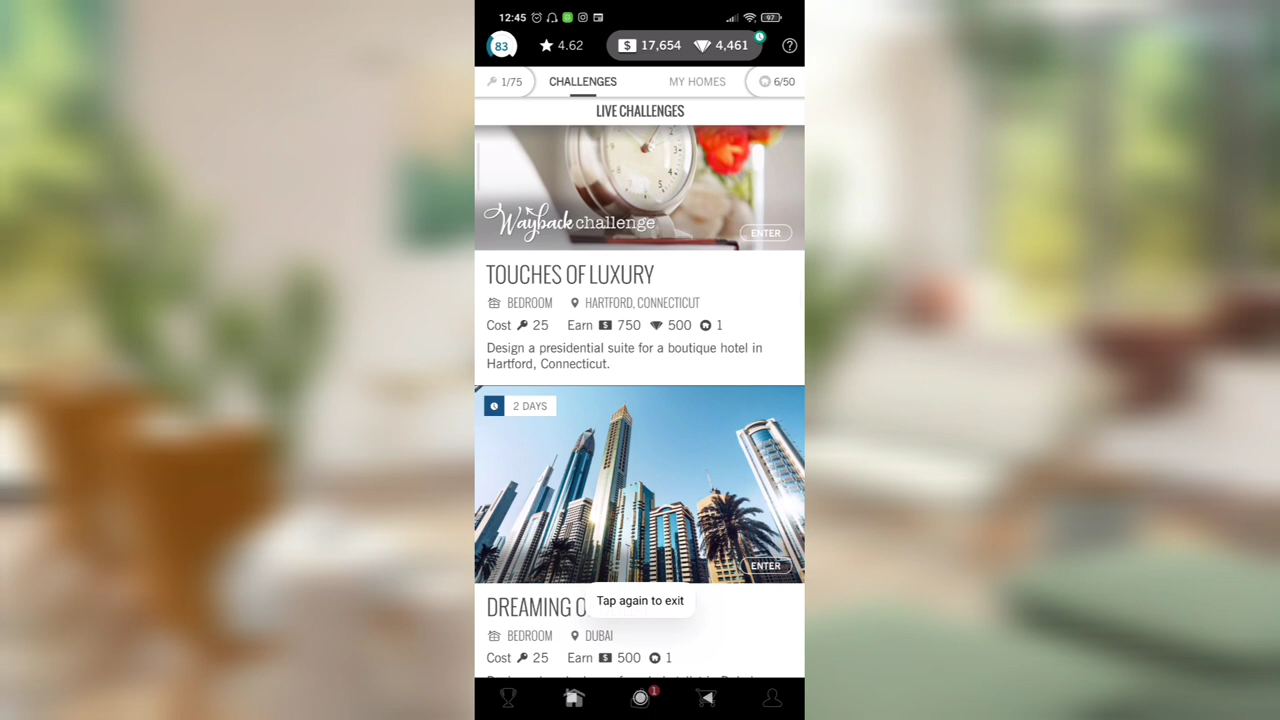 12:45
97
83
4.62
$ 17,654
4,461
?
1/75
CHALLENGES
MY HOMES
6/50
LIVE CHALLENGES
Wayback challenge
ENTER
TOUCHES OF LUXURY
BEDROOM HARTFORD, CONNECTICUT
Cost 25 Earn $ 750 500 1
Design a presidential suite for a boutique hotel in
Hartford, Connecticut.
2 DAYS
ENTER
DREAMING O
Tap again to exit
BEDROOM DUBAI
Cost 25 Earn $ 500 1
1